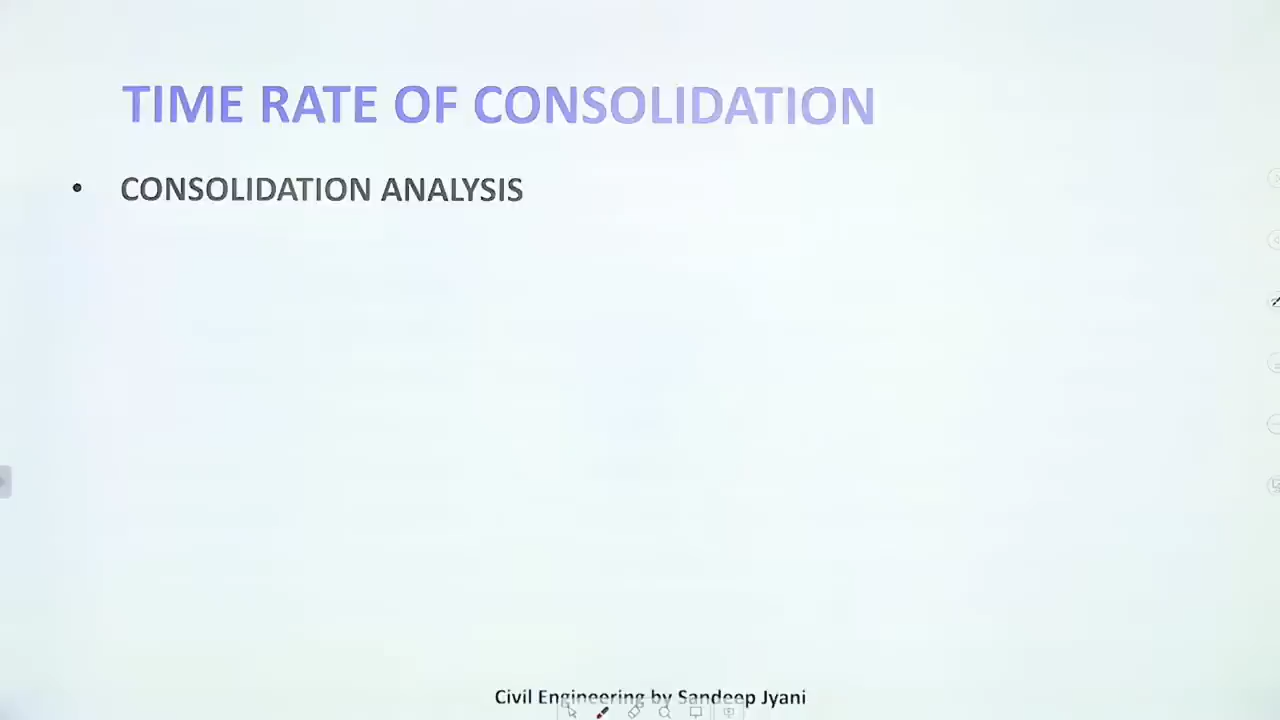 TIME RATE OF CONSOLIDATION
• CONSOLIDATION ANALYSIS
Civil Engineering by Sandeep Jyani